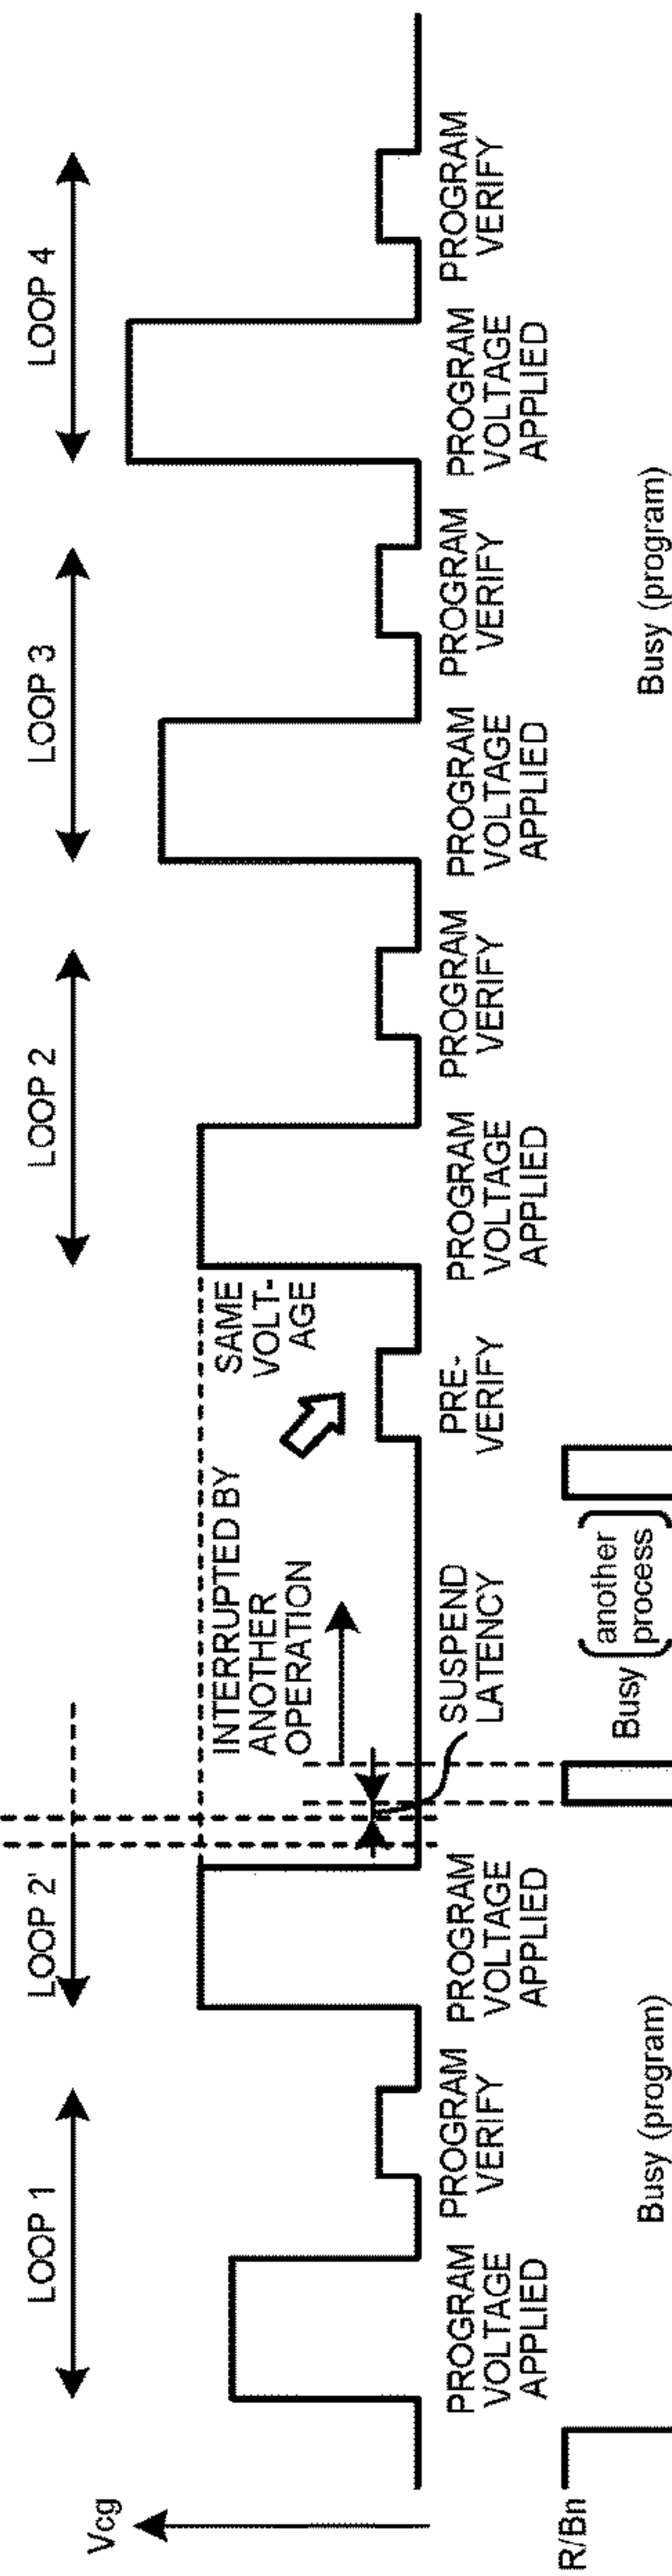 LOOP 1
LOOP 2'
LOOP 2
LOOP 3
LOOP 4
Vcg
INTERRUPTED BY
ANOTHER
OPERATION
SAME
VOLT-
AGE
PROGRAM
VOLTAGE
APPLIED
PROGRAM
VERIFY
PROGRAM
VOLTAGE
APPLIED
SUSPEND
LATENCY
PRE-
VERIFY
PROGRAM
VOLTAGE
APPLIED
PROGRAM
VERIFY
PROGRAM
VOLTAGE
APPLIED
PROGRAM
VERIFY
PROGRAM
VOLTAGE
APPLIED
PROGRAM
VERIFY
R/Bn
Busy (program)
Busy (another
process)
Busy (program)